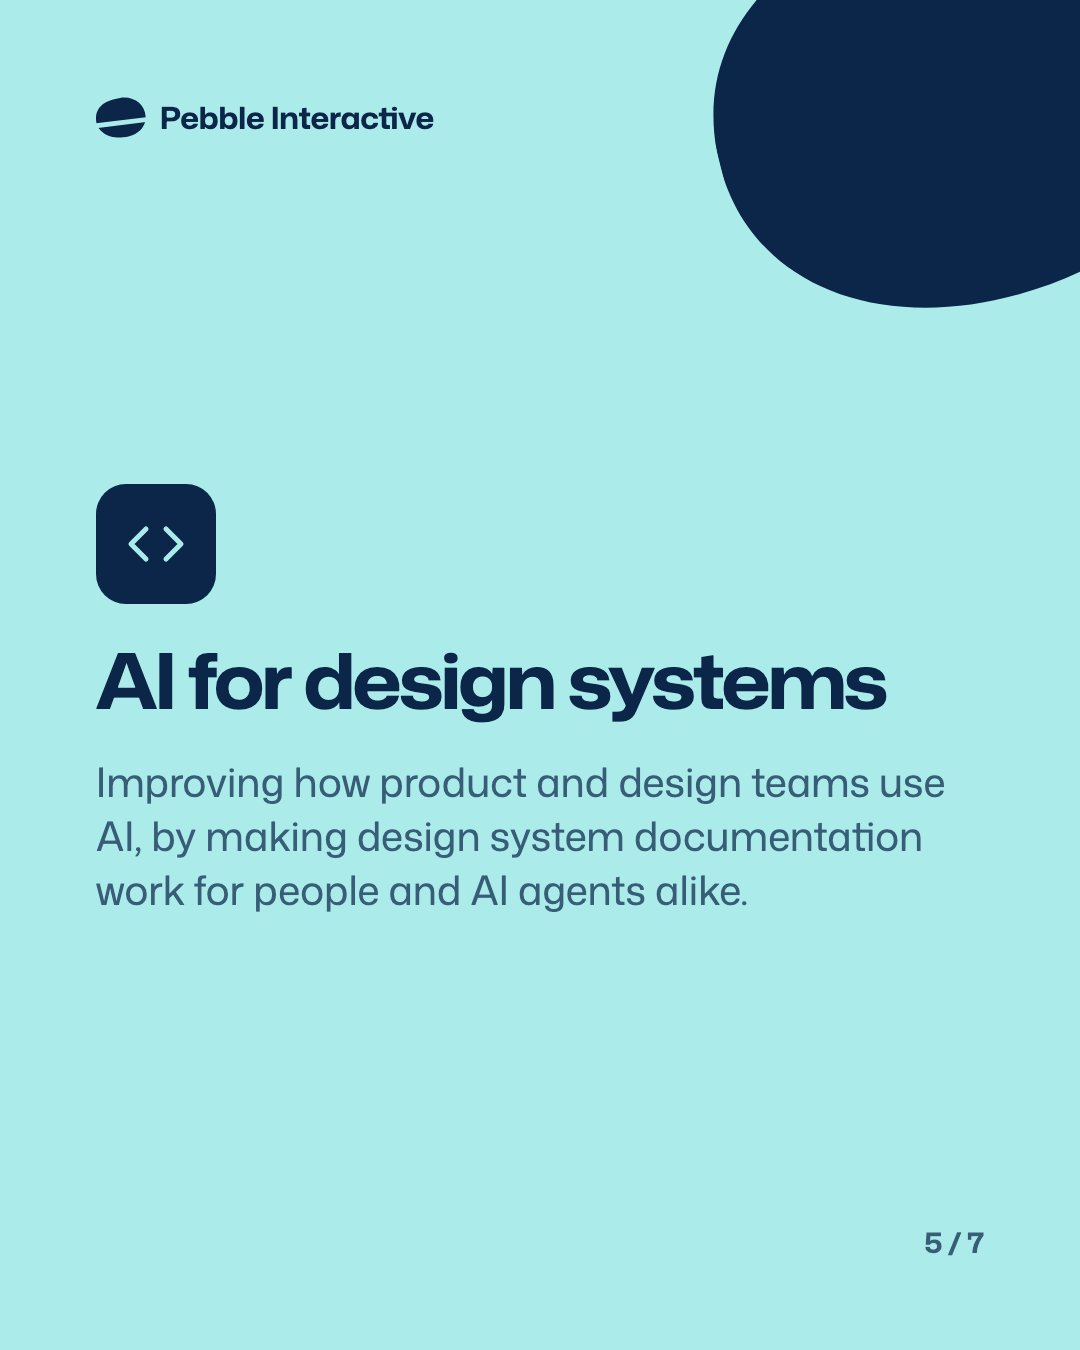 Pebble Interactive
AI for design systems
Improving how product and design teams use
AI, by making design system documentation
work for people and AI agents alike.
5 / 7